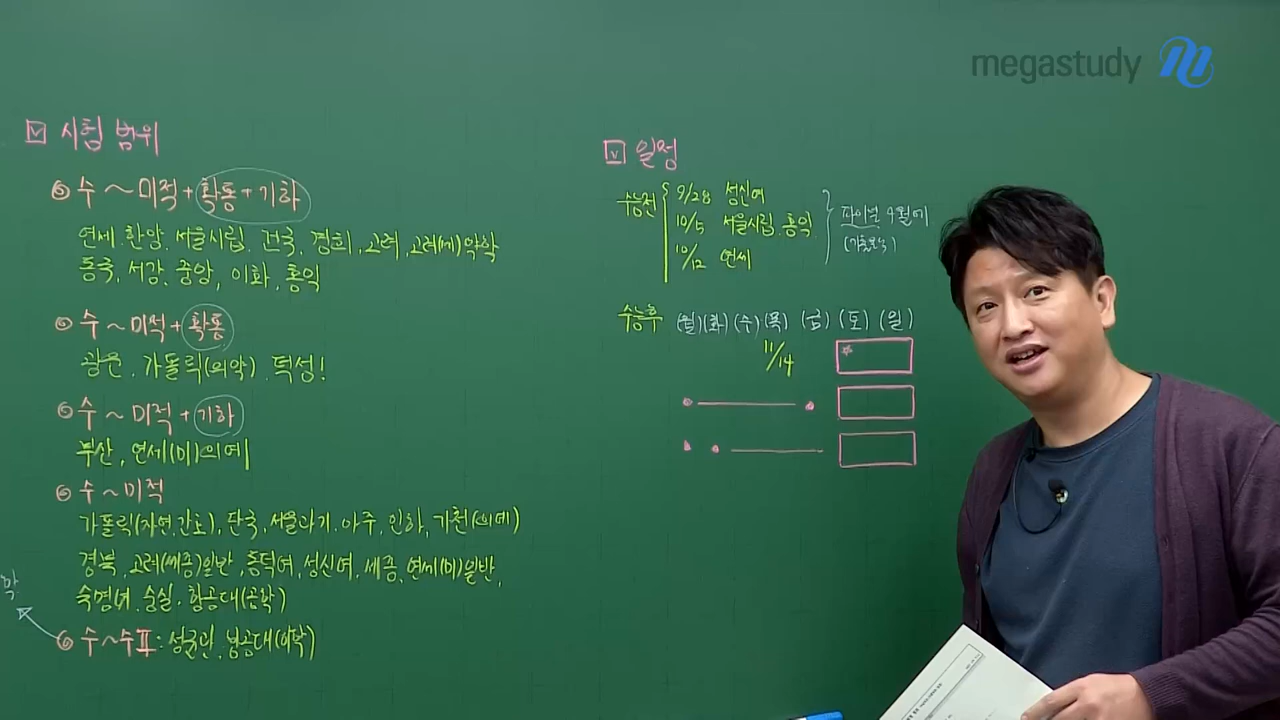 megastudy
시험 범위
수 ~ 미적 + 확통 + 기하
연세, 한양, 서울시립, 건국, 경희, 고려, 고려(세)약학
동국, 서강, 중앙, 이화, 홍익
수 ~ 미적 + 확통
광운, 가톨릭(의약), 덕성!
수 ~ 미적 + 기하
부산, 연세(미)의예
수 ~ 미적
가톨릭(자연, 간호), 단국, 서울과기, 아주, 인하, 가천(의예)
경북, 고려(세종)일반, 동덕여, 성신여, 세종, 연세(미)일반,
숙명여, 숭실, 항공대(공학)
수 ~ 수Ⅱ : 성균관, 항공대(이학)
일정
수능전
9/28 성신여
10/5 서울시립, 홍익
10/12 연세
파이널 9월에
수능후 (월)(화)(수)(목)(금)(토)(일)
11/14